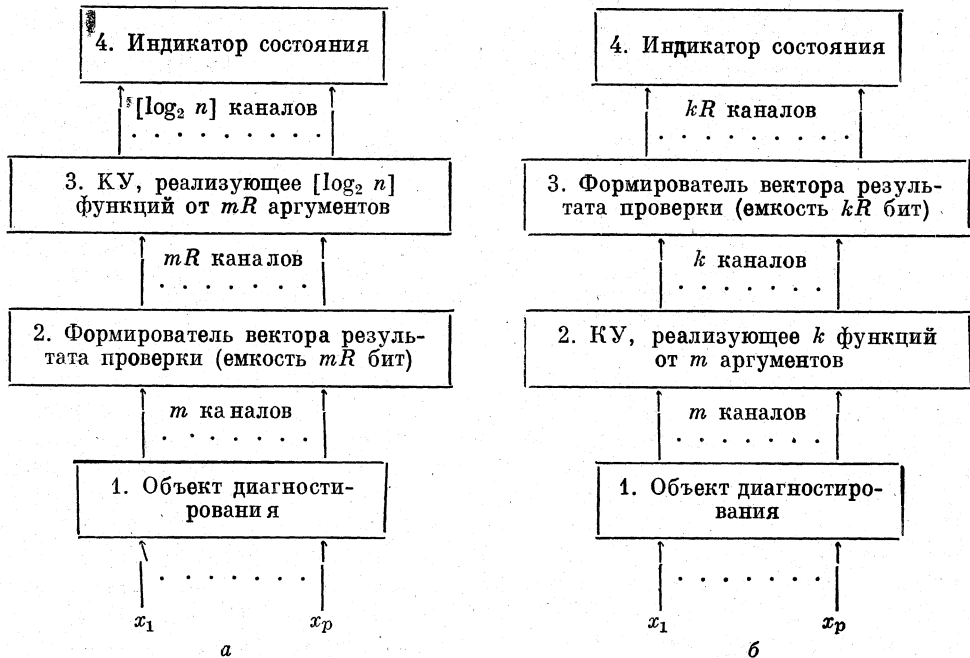 4. Индикатор состояния
[log₂ n] каналов
3. КУ, реализующее [log₂ n]
функций от mR аргументов
mR каналов
2. Формирователь вектора резуль-
тата проверки (емкость mR бит)
m каналов
1. Объект диагности-
рования
x₁
xₚ
а
4. Индикатор состояния
kR каналов
3. Формирователь вектора резуль-
тата проверки (емкость kR бит)
k каналов
2. КУ, реализующее k функций
от m аргументов
m каналов
1. Объект диагностиро-
вания
x₁
xₚ
б